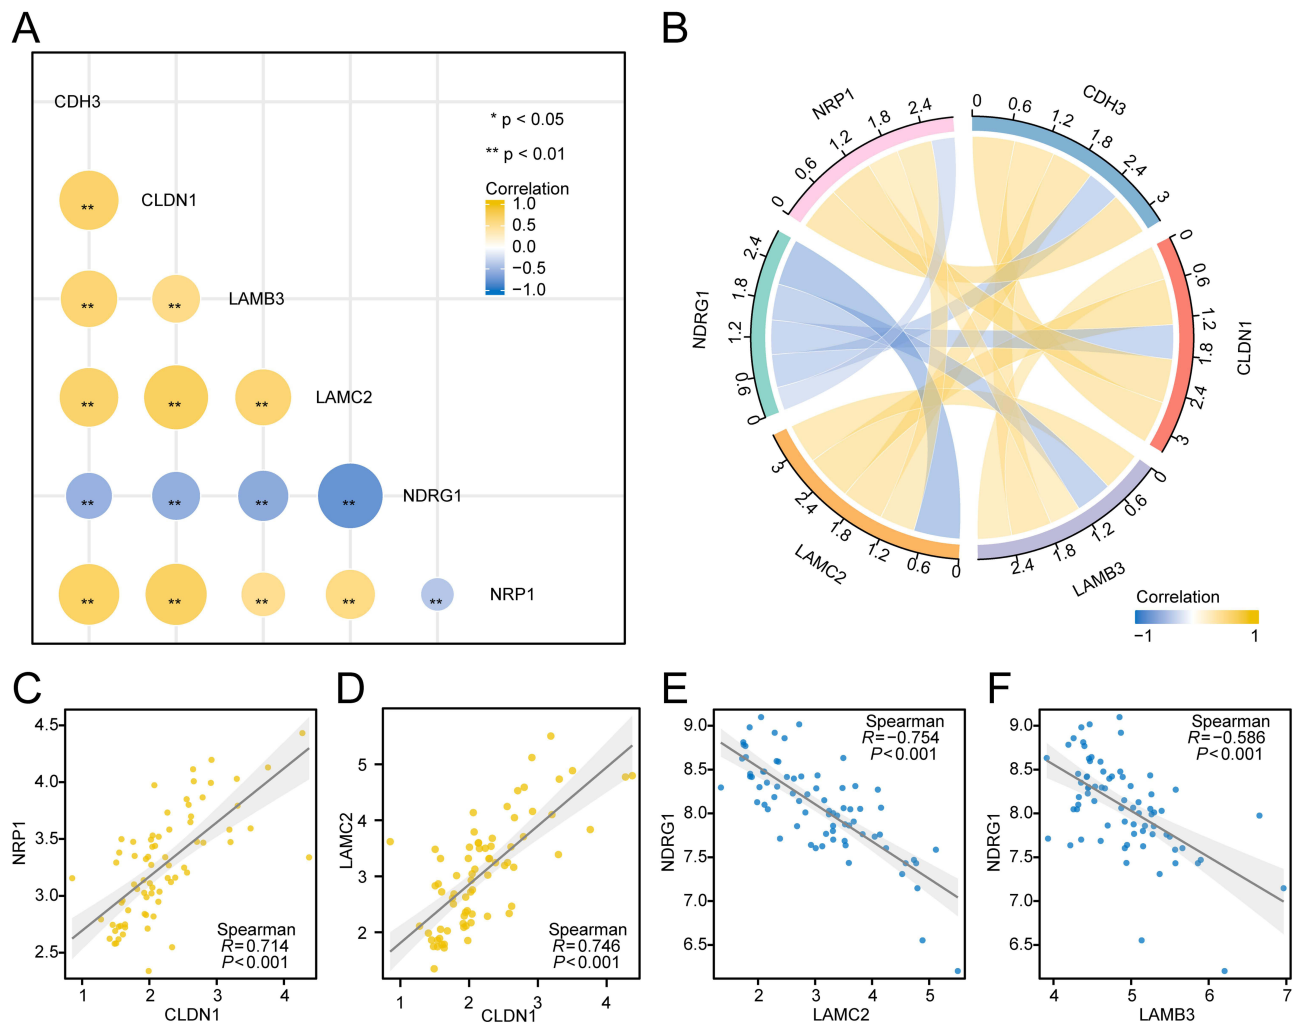 A
CDH3
* p < 0.05
** p < 0.01
Correlation
1.0
0.5
0.0
−0.5
−1.0
** CLDN1
** ** LAMB3
** ** ** LAMC2
** ** ** ** NDRG1
** ** ** ** ** NRP1
B
NRP1
0 0.6 1.2 1.8 2.4
CDH3
0 0.6 1.2 1.8 2.4 3
CLDN1
0 0.6 1.2 1.8 2.4 3
LAMB3
0 0.6 1.2 1.8 2.4
LAMC2
0 0.6 1.2 1.8 2.4 3
NDRG1
0 0.6 1.2 1.8 2.4
Correlation
−1 1
C
NRP1
4.5
4.0
3.5
3.0
2.5
Spearman
R=0.714
P<0.001
1 2 3 4
CLDN1
D
LAMC2
5
4
3
2
Spearman
R=0.746
P<0.001
1 2 3 4
CLDN1
E
NDRG1
9.0
8.5
8.0
7.5
7.0
6.5
Spearman
R=−0.754
P<0.001
2 3 4 5
LAMC2
F
NDRG1
9.0
8.5
8.0
7.5
7.0
6.5
Spearman
R=−0.586
P<0.001
4 5 6 7
LAMB3